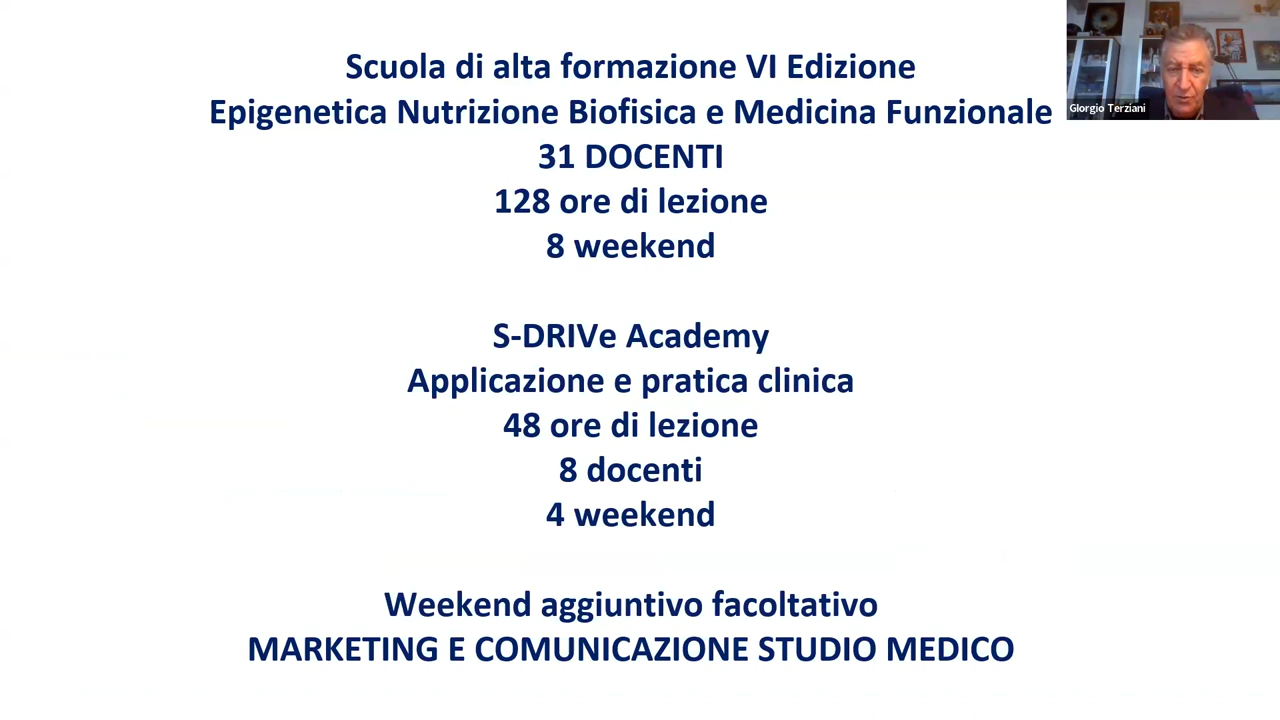 Scuola di alta formazione VI Edizione
Epigenetica Nutrizione Biofisica e Medicina Funzionale
31 DOCENTI
128 ore di lezione
8 weekend
S-DRIVe Academy
Applicazione e pratica clinica
48 ore di lezione
8 docenti
4 weekend
Weekend aggiuntivo facoltativo
MARKETING E COMUNICAZIONE STUDIO MEDICO
GIorgio Terziani